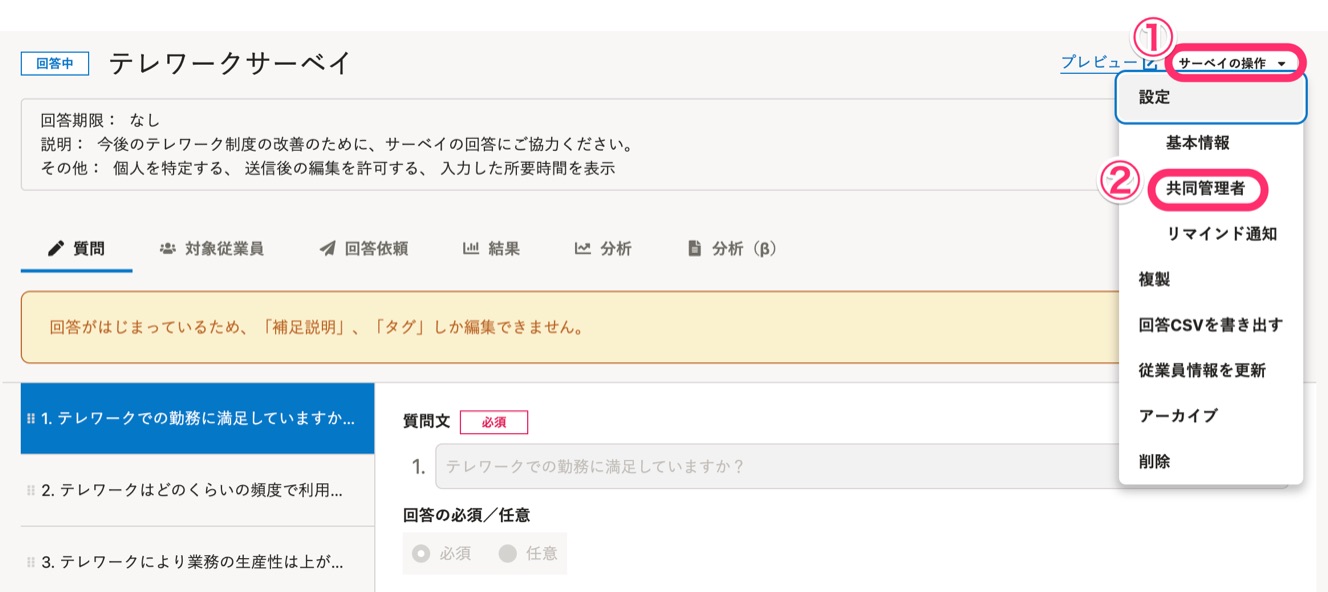 ①
回答中 テレワークサーベイ プレビュー サーベイの操作
回答期限： なし
説明： 今後のテレワーク制度の改善のために、サーベイの回答にご協力ください。
その他： 個人を特定する、 送信後の編集を許可する、 入力した所要時間を表示
設定
基本情報
②
共同管理者
リマインド通知
複製
回答CSVを書き出す
従業員情報を更新
アーカイブ
削除
質問 対象従業員 回答依頼 結果 分析 分析（β）
回答がはじまっているため、「補足説明」、「タグ」しか編集できません。
1. テレワークでの勤務に満足していますか...
2. テレワークはどのくらいの頻度で利用...
3. テレワークにより業務の生産性は上が...
質問文 必須
1. テレワークでの勤務に満足していますか？
回答の必須／任意
必須 任意